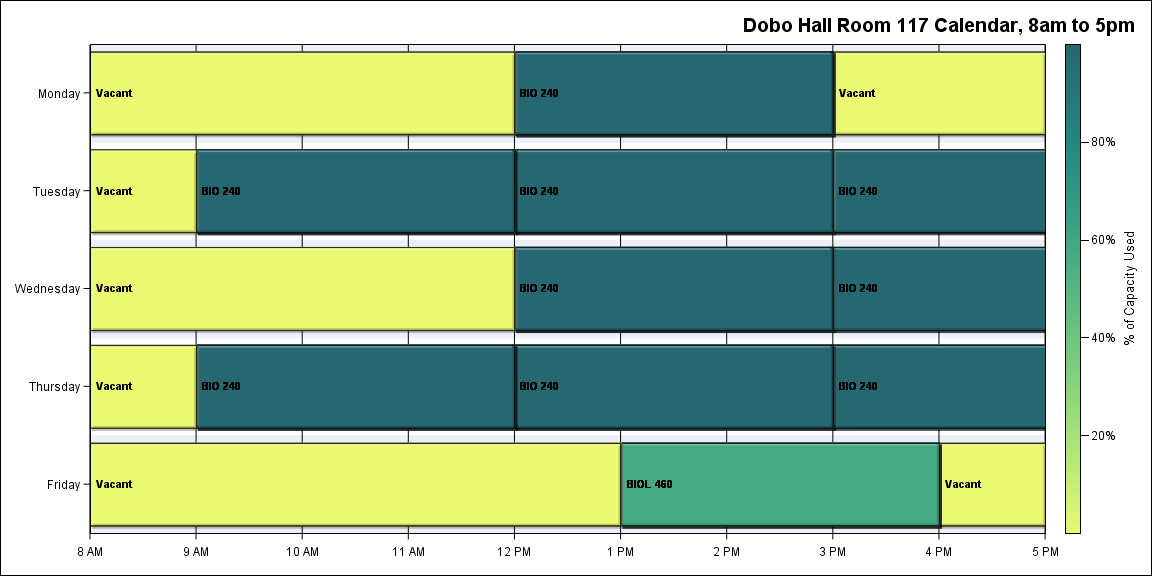 Dobo Hall Room 117 Calendar, 8am to 5pm
Monday
Vacant
BIO 240
Vacant
80%
Tuesday
Vacant
BIO 240
BIO 240
BIO 240
60%
% of Capacity Used
Wednesday
Vacant
BIO 240
BIO 240
40%
Thursday
Vacant
BIO 240
BIO 240
BIO 240
20%
Friday
Vacant
BIOL 460
Vacant
8 AM
9 AM
10 AM
11 AM
12 PM
1 PM
2 PM
3 PM
4 PM
5 PM